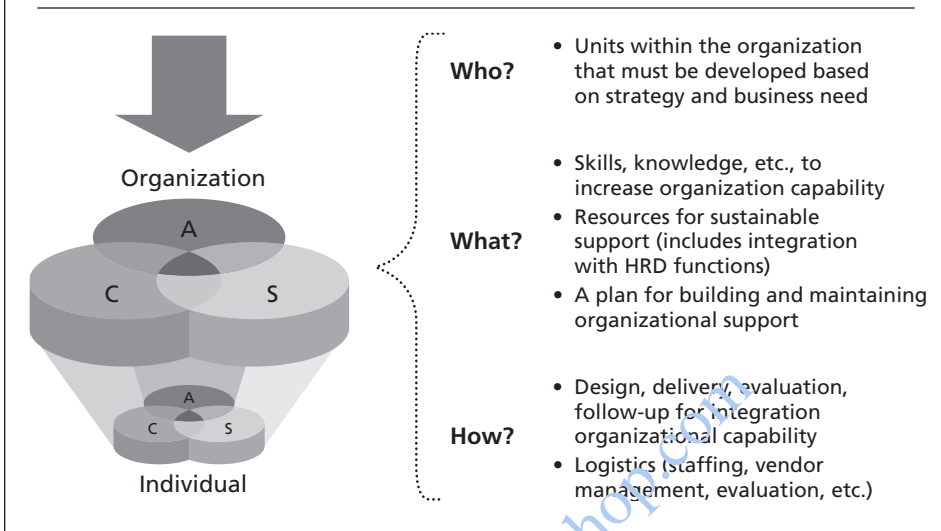 Organization
A
C
S
A
C
S
Individual
Who?
• Units within the organization
that must be developed based
on strategy and business need
What?
• Skills, knowledge, etc., to
increase organization capability
• Resources for sustainable
support (includes integration
with HRD functions)
• A plan for building and maintaining
organizational support
How?
• Design, delivery, evaluation,
follow-up for integration
organizational capability
• Logistics (staffing, vendor
management, evaluation, etc.)
hop.com